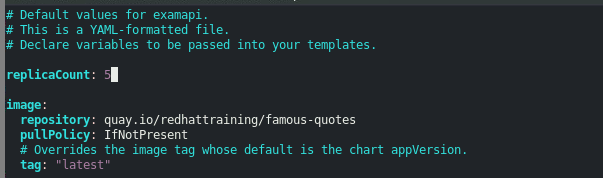 # Default values for examapi.
# This is a YAML-formatted file.
# Declare variables to be passed into your templates.
replicaCount: 5
image:
  repository: quay.io/redhattraining/famous-quotes
  pullPolicy: IfNotPresent
  # Overrides the image tag whose default is the chart appVersion.
  tag: "latest"